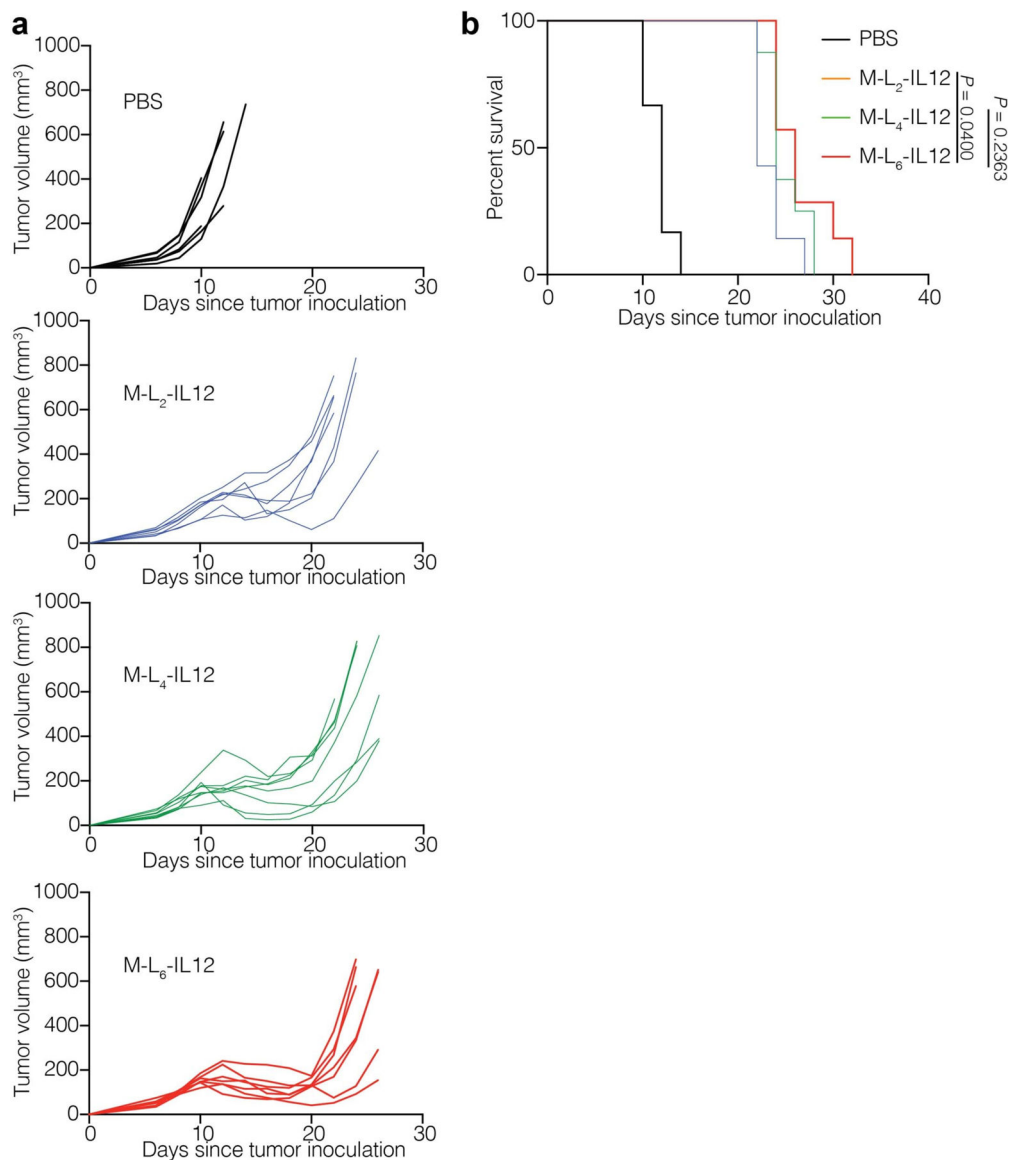 a
Tumor volume (mm³)
1000
800
600
400
200
0
PBS
0 10 20 30
Days since tumor inoculation
Tumor volume (mm³)
1000
800
600
400
200
0
M-L₂-IL12
0 10 20 30
Days since tumor inoculation
Tumor volume (mm³)
1000
800
600
400
200
0
M-L₄-IL12
0 10 20 30
Days since tumor inoculation
Tumor volume (mm³)
1000
800
600
400
200
0
M-L₆-IL12
0 10 20 30
Days since tumor inoculation
b
Percent survival
100
50
0
0 10 20 30 40
Days since tumor inoculation
PBS
M-L₂-IL12
M-L₄-IL12
M-L₆-IL12
P = 0.0400
P = 0.2363